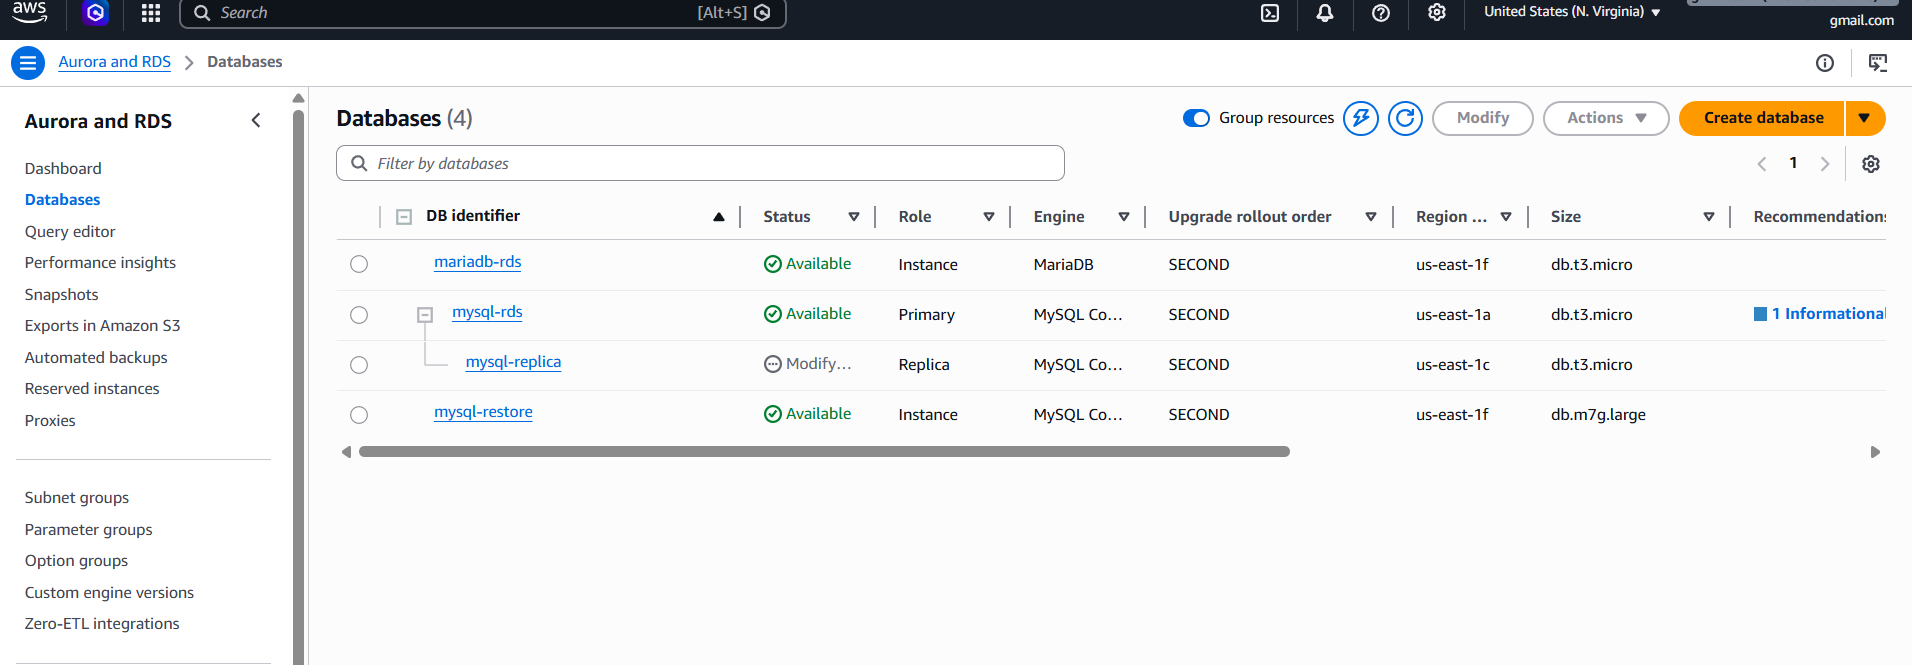 aws
Search [Alt+S]
United States (N. Virginia)
gmail.com
Aurora and RDS > Databases
Aurora and RDS
Dashboard
Databases
Query editor
Performance insights
Snapshots
Exports in Amazon S3
Automated backups
Reserved instances
Proxies
Subnet groups
Parameter groups
Option groups
Custom engine versions
Zero-ETL integrations
Databases (4)
Group resources Modify Actions Create database
Filter by databases
1
DB identifier Status Role Engine Upgrade rollout order Region ... Size Recommendations
mariadb-rds Available Instance MariaDB SECOND us-east-1f db.t3.micro
mysql-rds Available Primary MySQL Co... SECOND us-east-1a db.t3.micro 1 Informational
mysql-replica Modify... Replica MySQL Co... SECOND us-east-1c db.t3.micro
mysql-restore Available Instance MySQL Co... SECOND us-east-1f db.m7g.large